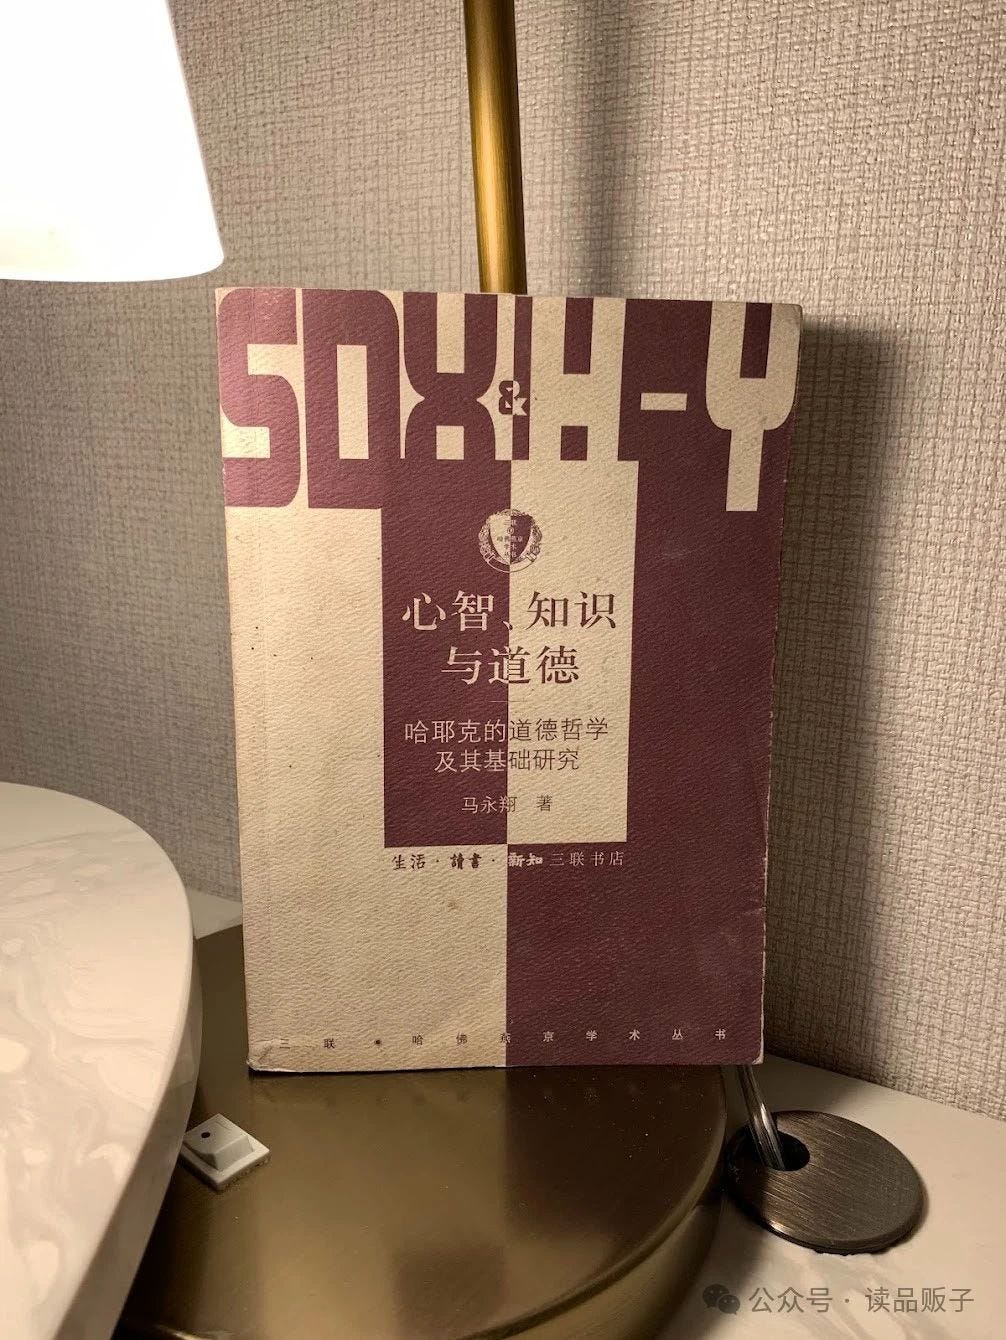 SDX&H-Y
心智、知识
与道德
哈耶克的道德哲学
及其基础研究
马永翔 著
生活·讀書·新知三联书店
三联·哈佛燕京学术丛书
公众号·读品贩子